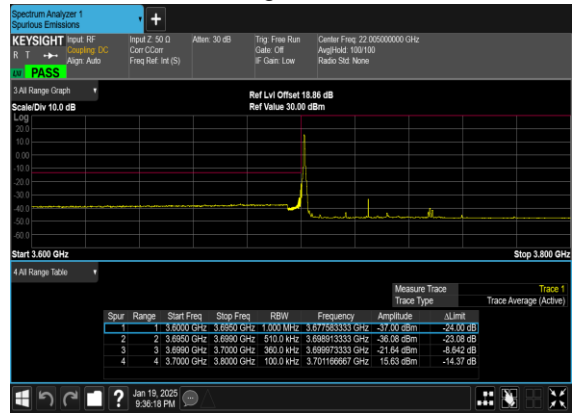 Spectrum Analyzer 1
Spurious Emissions
KEYSIGHT Input: RF Input Z: 50 Ω Atten: 30 dB Trig: Free Run Center Freq: 22.005000000 GHz
R T Coupling: DC Corr CCorr Gate: Off Avg|Hold: 100/100
Align: Auto Freq Ref: Int (S) IF Gain: Low Radio Std: None
PASS
3 All Range Graph
Ref Lvl Offset 18.86 dB
Scale/Div 10.0 dB Ref Value 30.00 dBm
Log
20.0
10.0
0.00
-10.0
-20.0
-30.0
-40.0
-50.0
-60.0
Start 3.600 GHz Stop 3.800 GHz
4 All Range Table
Measure Trace Trace 1
Trace Type Trace Average (Active)
Spur Range Start Freq Stop Freq RBW Frequency Amplitude ΔLimit
1 1 3.6000 GHz 3.6950 GHz 1.000 MHz 3.677583333 GHz -37.00 dBm -24.00 dB
2 2 3.6950 GHz 3.6990 GHz 510.0 kHz 3.698913333 GHz -36.08 dBm -23.08 dB
3 3 3.6990 GHz 3.7000 GHz 360.0 kHz 3.699973333 GHz -21.64 dBm -8.642 dB
4 4 3.7000 GHz 3.8000 GHz 100.0 kHz 3.701166667 GHz 15.63 dBm -14.37 dB
Jan 19, 2025
9:36:18 PM